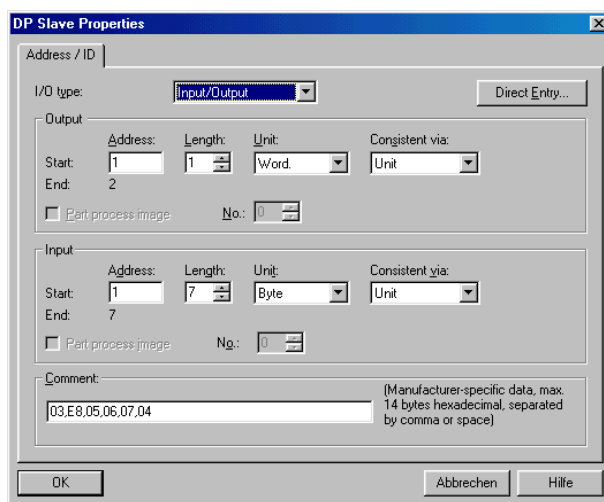 DP Slave Properties
Address / ID
I/O type: Input/Output Direct Entry...
Output
Address: Length: Unit: Consistent via:
Start: 1 1 Word. Unit
End: 2
Part process image No.: 0
Input
Address: Length: Unit: Consistent via:
Start: 1 7 Byte Unit
End: 7
Part process image No.: 0
Comment:
03,E8,05,06,07,04
(Manufacturer-specific data, max.
14 bytes hexadecimal, separated
by comma or space)
OK Abbrechen Hilfe